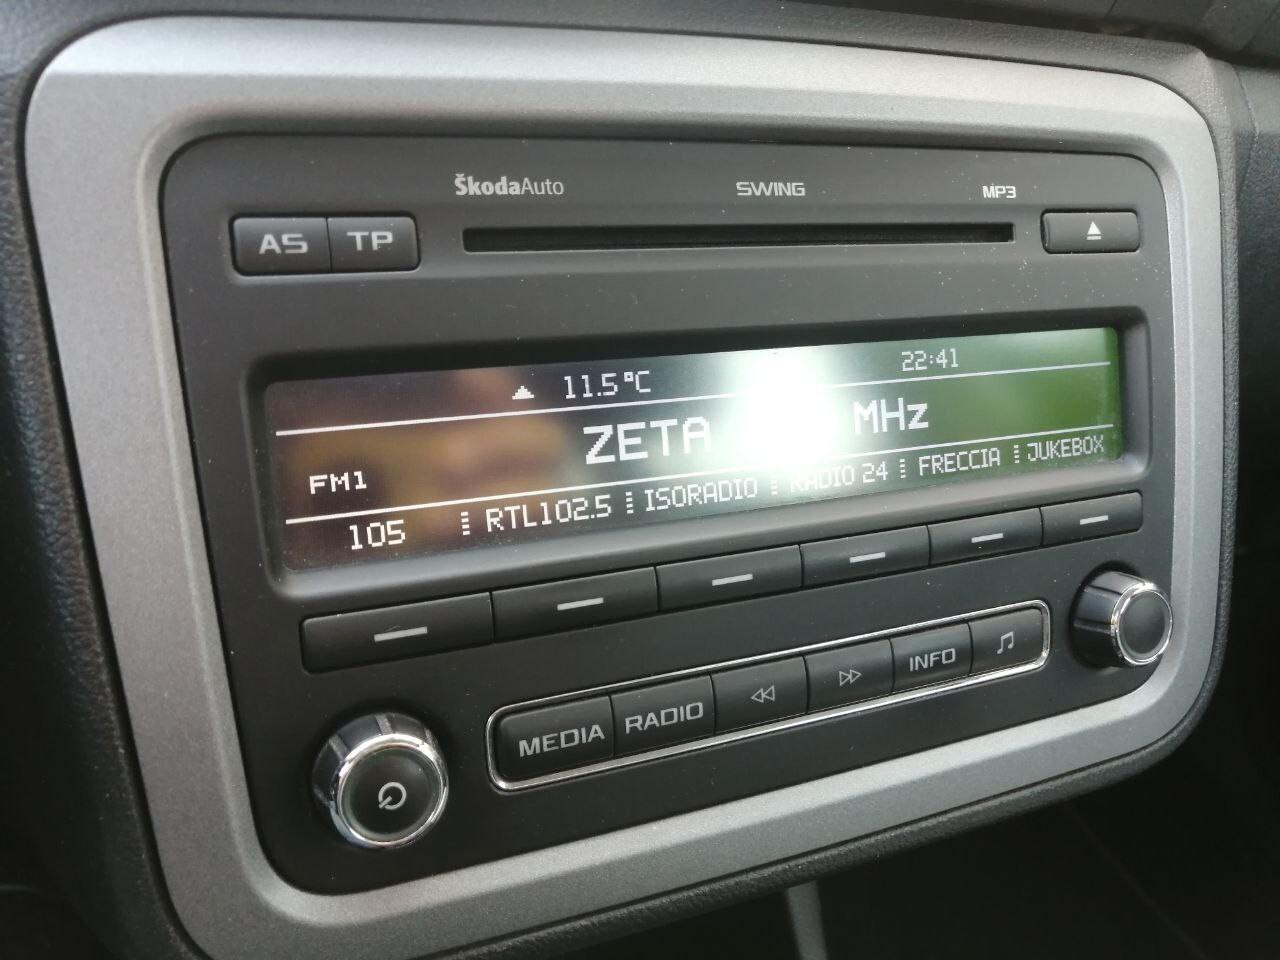 ŠkodaAuto SWING MP3
AS TP
11.5°C 22:41
ZETA MHz
FM1
105 RTL102.5 ISORADIO RADIO 24 FRECCIA JUKEBOX
MEDIA RADIO INFO